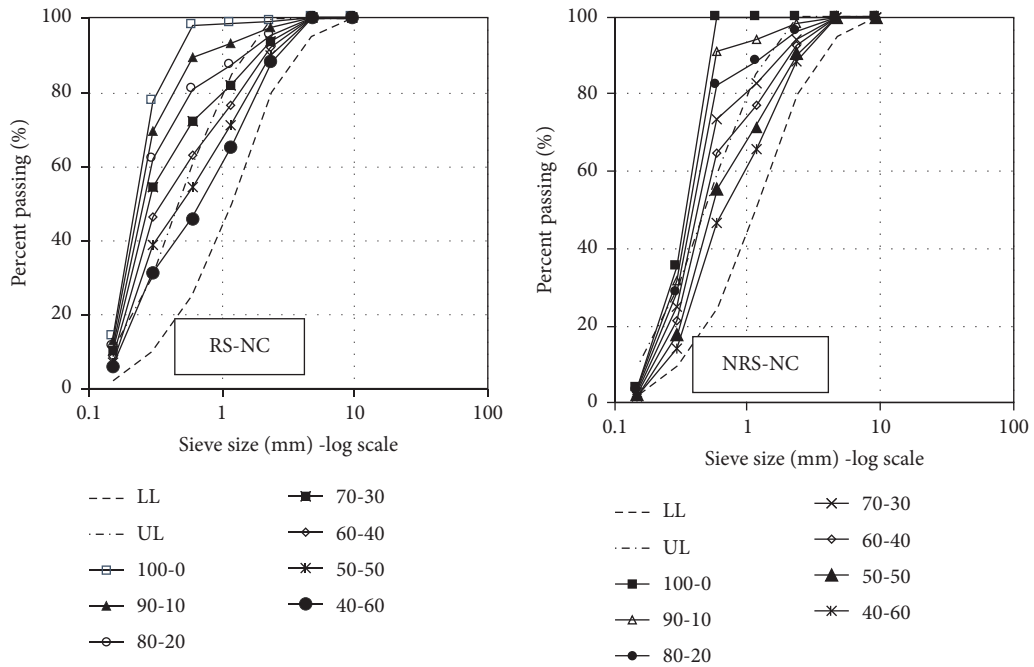 100
80
60
40
20
0
Percent passing (%)
RS-NC
0.1 1 10 100
Sieve size (mm) -log scale
LL
UL
100-0
90-10
80-20
70-30
60-40
50-50
40-60
100
80
60
40
20
0
Percent passing (%)
NRS-NC
0.1 1 10 100
Sieve size (mm) -log scale
LL
UL
100-0
90-10
80-20
70-30
60-40
50-50
40-60